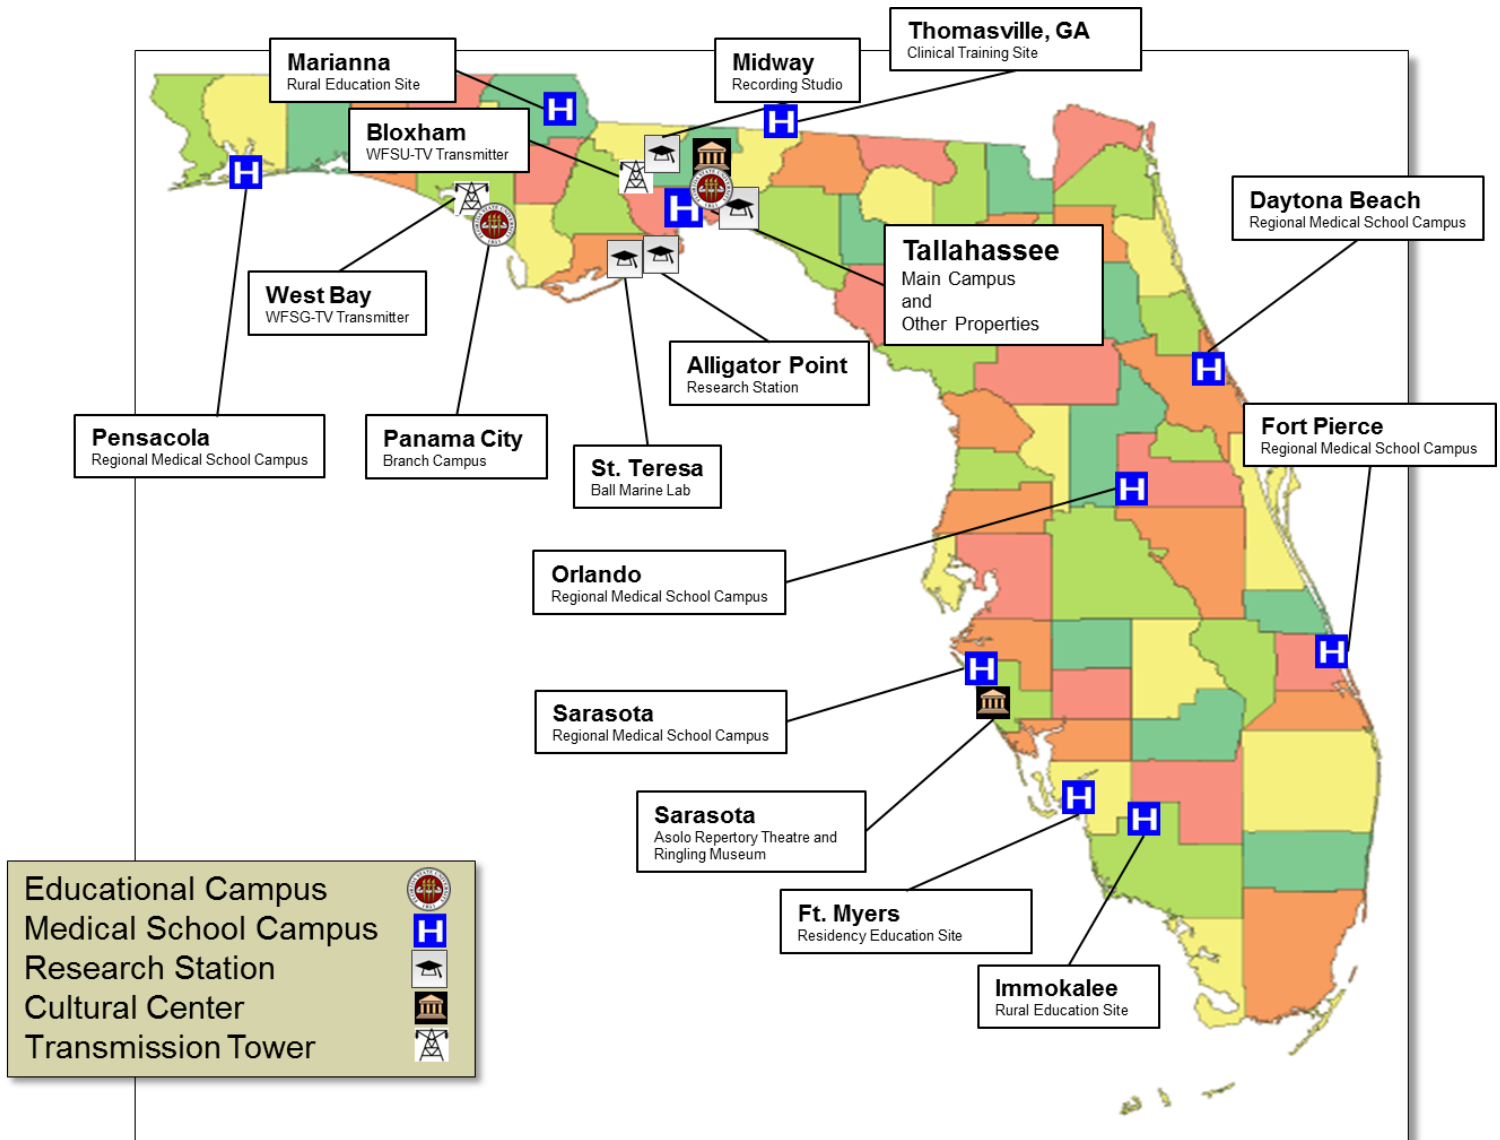 Thomasville, GA
Clinical Training Site
Marianna
Rural Education Site
Midway
Recording Studio
Bloxham
WFSU-TV Transmitter
Daytona Beach
Regional Medical School Campus
Tallahassee
Main Campus
and
Other Properties
West Bay
WFSG-TV Transmitter
Alligator Point
Research Station
Pensacola
Regional Medical School Campus
Panama City
Branch Campus
Fort Pierce
Regional Medical School Campus
St. Teresa
Ball Marine Lab
Orlando
Regional Medical School Campus
Sarasota
Regional Medical School Campus
Sarasota
Asolo Repertory Theatre and
Ringling Museum
Ft. Myers
Residency Education Site
Immokalee
Rural Education Site
Educational Campus
Medical School Campus
Research Station
Cultural Center
Transmission Tower
H
H
H
H
H
H
H
H
H
H
H